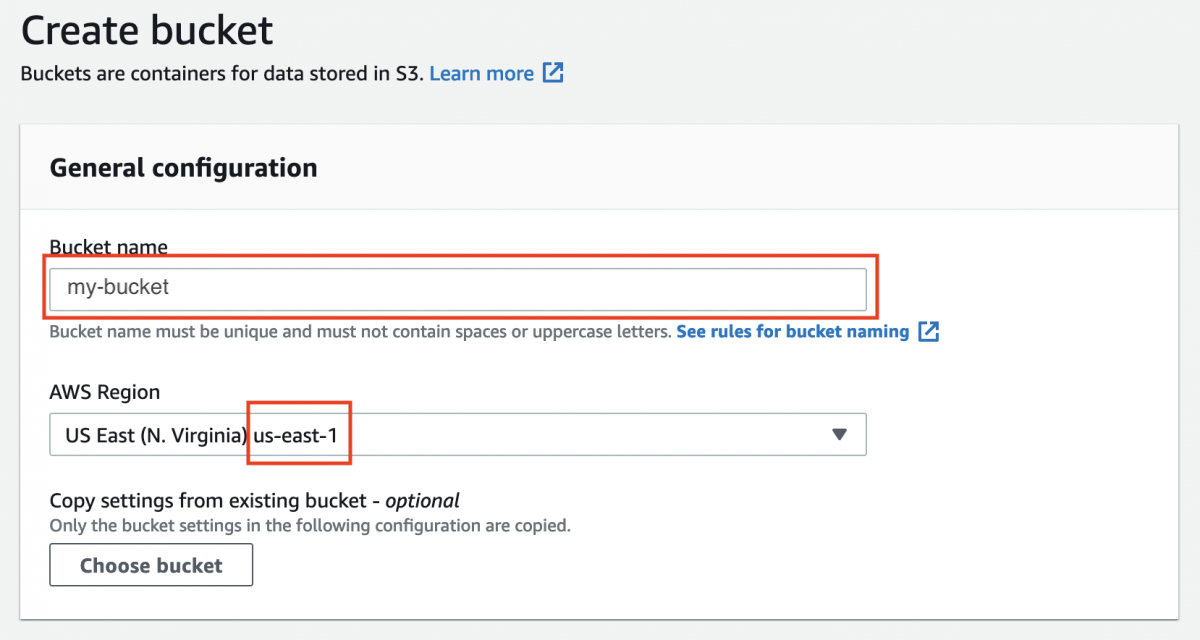 Create bucket
Buckets are containers for data stored in S3. Learn more
General configuration
Bucket name
my-bucket
Bucket name must be unique and must not contain spaces or uppercase letters. See rules for bucket naming
AWS Region
US East (N. Virginia) us-east-1
Copy settings from existing bucket - optional
Only the bucket settings in the following configuration are copied.
Choose bucket